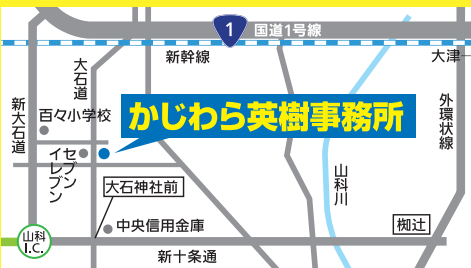 1
国道1号線
新幹線
大津
大石道
新大石道
百々小学校
かじわら英樹事務所
外環状線
セブン
イレブン
大石神社前
山科川
中央信用金庫
椥辻
山科
I.C.
新十条通